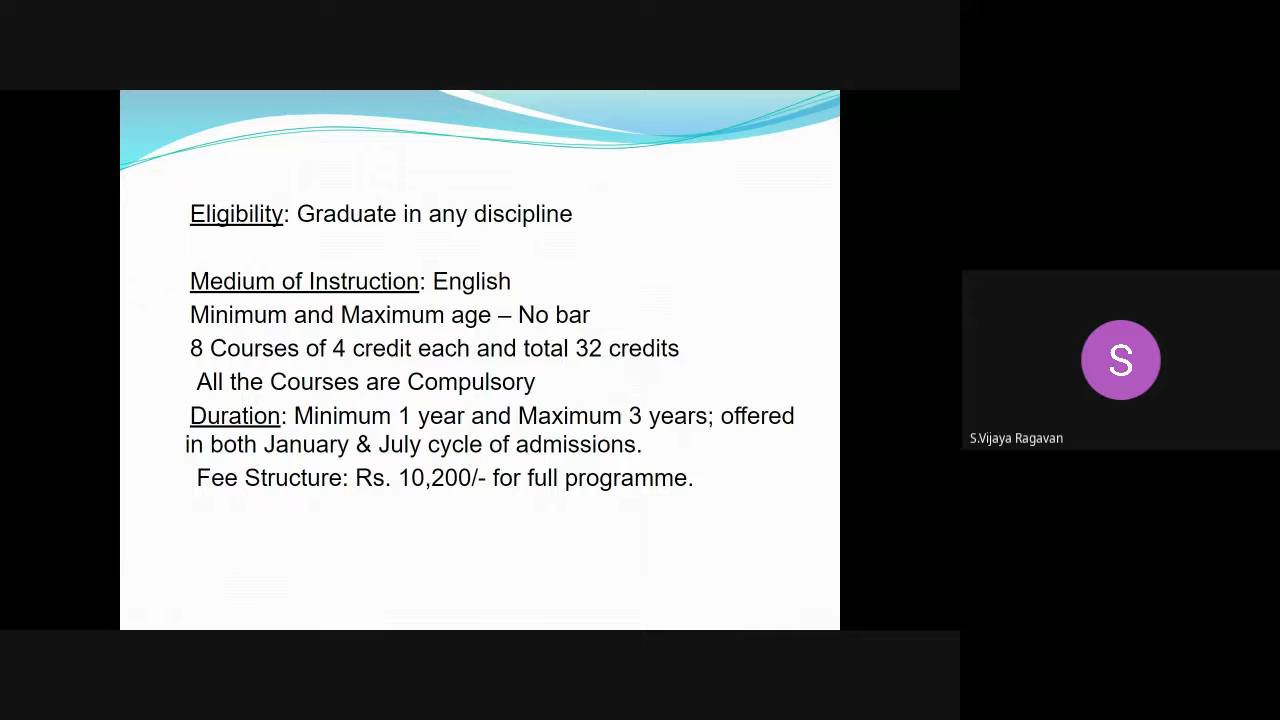 Eligibility: Graduate in any discipline
Medium of Instruction: English
Minimum and Maximum age – No bar
8 Courses of 4 credit each and total 32 credits
All the Courses are Compulsory
Duration: Minimum 1 year and Maximum 3 years; offered
in both January & July cycle of admissions.
Fee Structure: Rs. 10,200/- for full programme.
S
S.Vijaya Ragavan